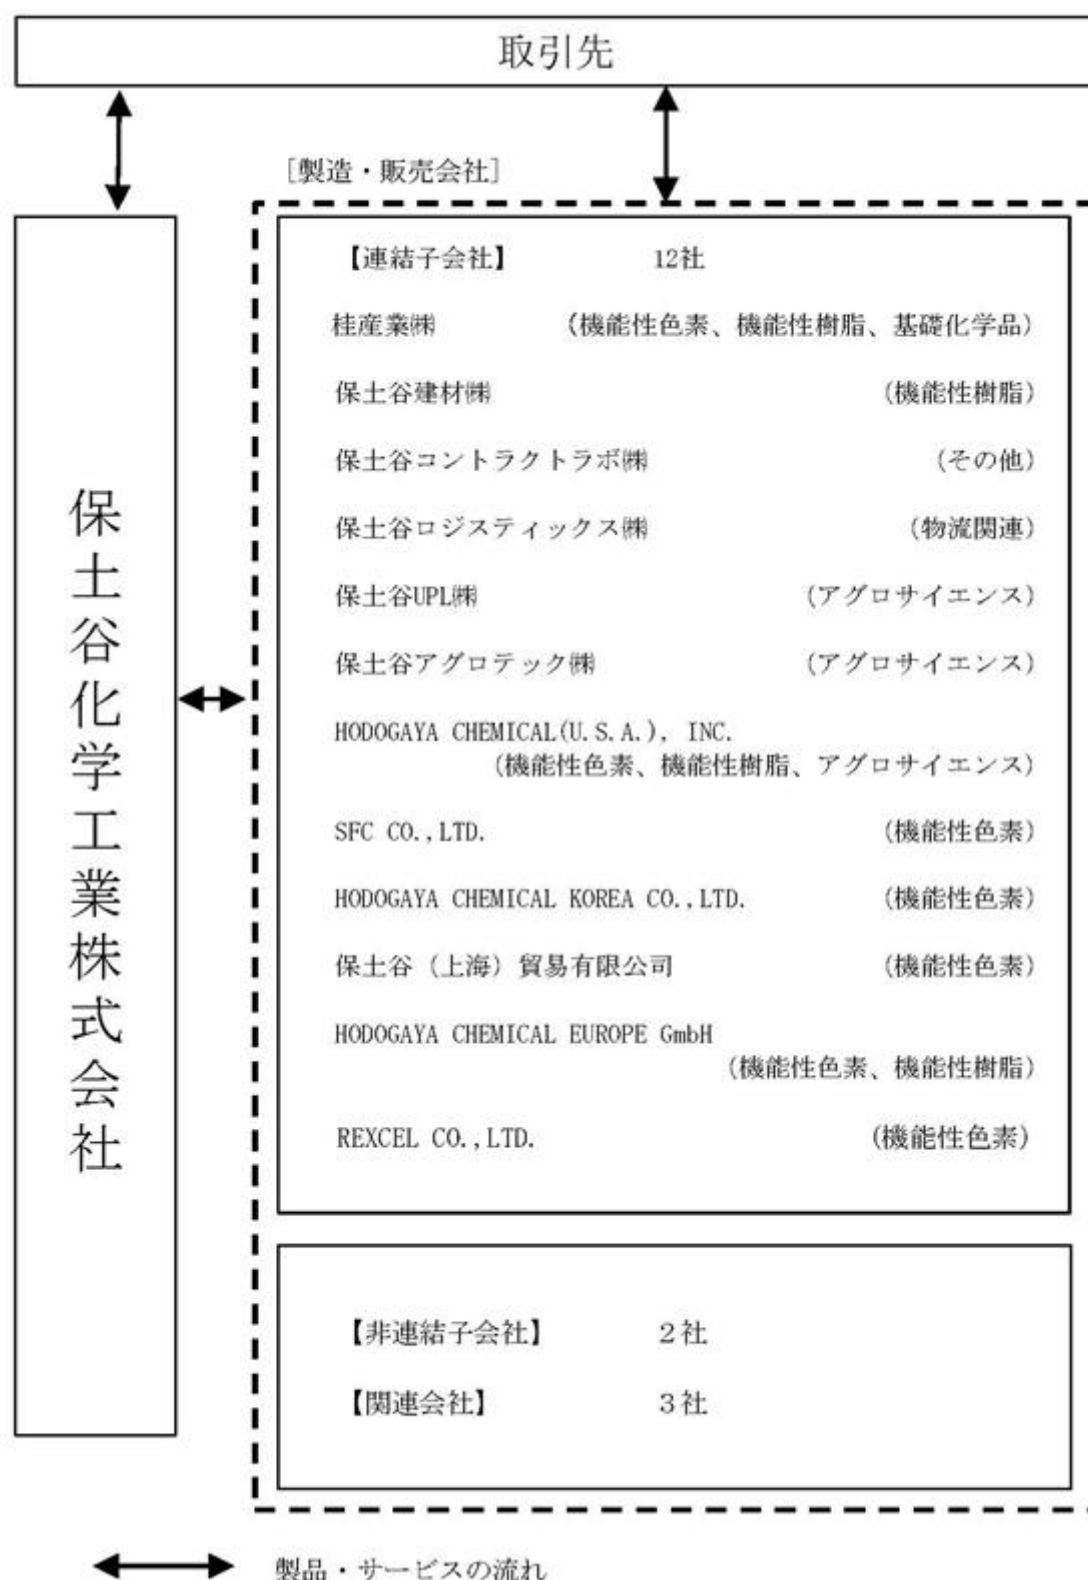 取引先
[製造・販売会社]
保土谷化学工業株式会社
【連結子会社】 12社
桂産業㈱ (機能性色素、機能性樹脂、基礎化学品)
保土谷建材㈱ (機能性樹脂)
保土谷コントラクトラボ㈱ (その他)
保土谷ロジスティックス㈱ (物流関連)
保土谷UPL㈱ (アグロサイエンス)
保土谷アグロテック㈱ (アグロサイエンス)
HODOGAYA CHEMICAL(U.S.A.), INC.
(機能性色素、機能性樹脂、アグロサイエンス)
SFC CO.,LTD. (機能性色素)
HODOGAYA CHEMICAL KOREA CO.,LTD. (機能性色素)
保土谷（上海）貿易有限公司 (機能性色素)
HODOGAYA CHEMICAL EUROPE GmbH
(機能性色素、機能性樹脂)
REXCEL CO.,LTD. (機能性色素)
【非連結子会社】 ２社
【関連会社】 ３社
製品・サービスの流れ